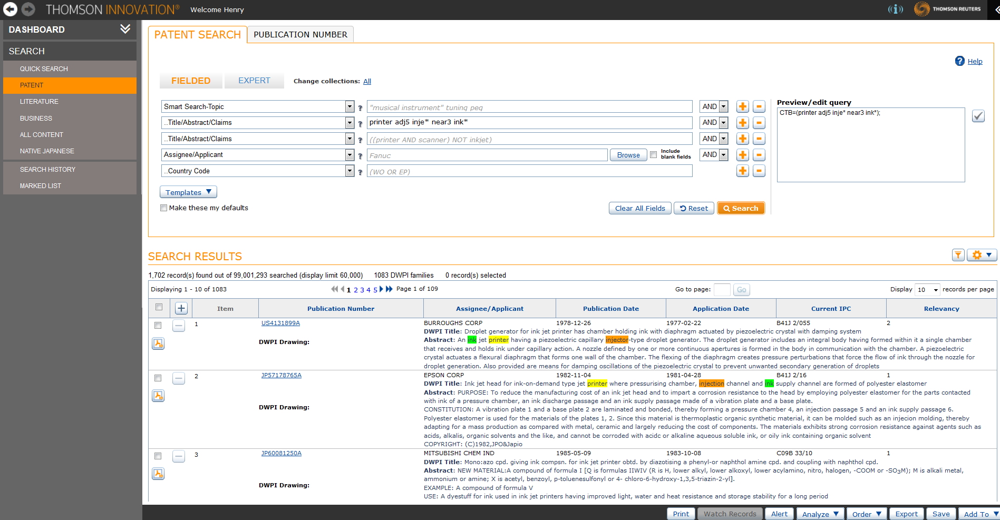 THOMSON INNOVATION® Welcome Henry
THOMSON REUTERS
DASHBOARD
SEARCH
QUICK SEARCH
PATENT
LITERATURE
BUSINESS
ALL CONTENT
NATIVE JAPANESE
SEARCH HISTORY
MARKED LIST
PATENT SEARCH PUBLICATION NUMBER
? Help
FIELDED EXPERT Change collections: All
Preview/edit query
Smart Search-Topic ? "musical instrument" tuning peg AND
CTB=(printer adj5 inje* near3 ink*);
..Title/Abstract/Claims ? printer adj5 inje* near3 ink* AND
..Title/Abstract/Claims ? ((printer AND scanner) NOT inkjet) AND
Assignee/Applicant ? Fanuc Browse Include blank fields AND
..Country Code ? (WO OR EP)
Templates
Make these my defaults
Clear All Fields Reset Search
SEARCH RESULTS
1,702 record(s) found out of 99,001,293 searched (display limit 60,000) 1083 DWPI families 0 record(s) selected
Displaying 1 - 10 of 1083 1 2 3 4 5 Page 1 of 109 Go to page: Go Display 10 records per page
Item Publication Number Assignee/Applicant Publication Date Application Date Current IPC Relevancy
1 US4131899A BURROUGHS CORP 1978-12-26 1977-02-22 B41J 2/055 2
DWPI Title: Droplet generator for ink jet printer has chamber holding ink with diaphragm actuated by piezoelectric crystal with damping system
DWPI Drawing:
Abstract: An ink jet printer having a piezoelectric capillary injector-type droplet generator. The droplet generator includes an integral body having formed within it a single chamber
that receives and holds ink under capillary action. A nozzle defined by one or more continuous apertures is formed in the body in communication with the chamber. A piezoelectric
crystal actuates a flexural diaphragm that forms one wall of the chamber. The flexing of the diaphragm creates pressure perturbations that force the flow of ink through the nozzle for
droplet generation. Also provided are means for damping oscillations of the piezoelectric crystal to prevent unwanted secondary generation of droplets
2 JP57178765A EPSON CORP 1982-11-04 1981-04-28 B41J 2/16 1
DWPI Title: Ink jet head for ink-on-demand type jet printer where pressurising chamber, injection channel and ink supply channel are formed of polyester elastomer
Abstract: PURPOSE: To reduce the manufacturing cost of an ink jet head and to impart a corrosion resistance to the head by employing polyester elastomer for the parts contacted
with ink of a pressure chamber, an ink discharge passage and an ink supply passage made of a vibration plate and a base plate.
DWPI Drawing:
CONSTITUTION: A vibration plate 1 and a base plate 2 are laminated and bonded, thereby forming a pressure chamber 4, an injection passage 5 and an ink supply passage 6.
Polyester elastomer is used for the materials of the plates 1, 2. Since this material is thermoplastic organic synthetic material, it can be molded such as an injecion molding, thereby
adapting for a mass production as compared with metal, ceramic and largely reducing the cost of components. The materials exhibits strong corrosion resistance against agents such as
acids, alkalis, organic solvents and the like, and cannot be corroded with acidc or alkaline aqueous soluble ink, or oily ink containing organic solvent
COPYRIGHT: (C)1982,JPO&Japio
3 JP60081250A MITSUBISHI CHEM IND 1985-05-09 1983-10-08 C09B 33/10 1
DWPI Title: Mono:azo cpd. giving ink compsn. for ink jet printer obtd. by diazotising a phenyl-or naphthol amine cpd. and coupling with naphthol cpd.
Abstract: NEW MATERIAL:A compound of formula I [Q is formulas IIWIV (R is H, lower alkyl, lower alkoxyl, lower acylamino, nitro, halogen, -COOM or -SO3M); M is alkali metal,
ammonium or amine; X is acetyl, benzoyl, p-toluenesulfonyl or 4- chloro-6-hydroxy-1,3,5-triazin-2-yl].
DWPI Drawing:
EXAMPLE: A compound of formula V
USE: A dyestuff for ink used in ink jet printers having improved light, water and heat resistance and storage stability for a long period
Print Watch Records Alert Analyze Order Export Save Add To